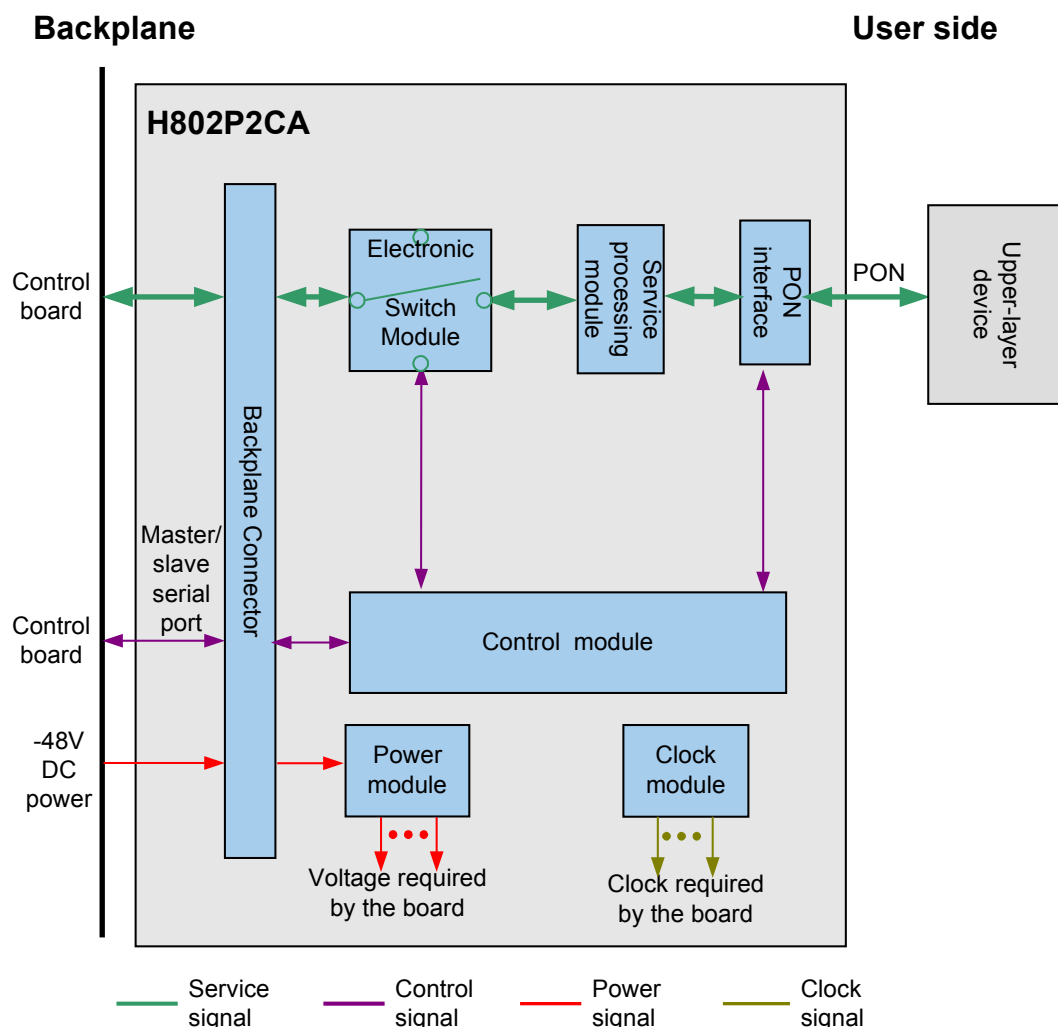 Backplane
User side
H802P2CA
Control
board
Electronic
Switch
Module
Service
processing
module
PON
interface
PON
Upper-layer
device
Backplane Connector
Master/
slave
serial
port
Control
board
Control module
-48V
DC
power
Power
module
Clock
module
Voltage required
by the board
Clock required
by the board
Service
signal
Control
signal
Power
signal
Clock
signal